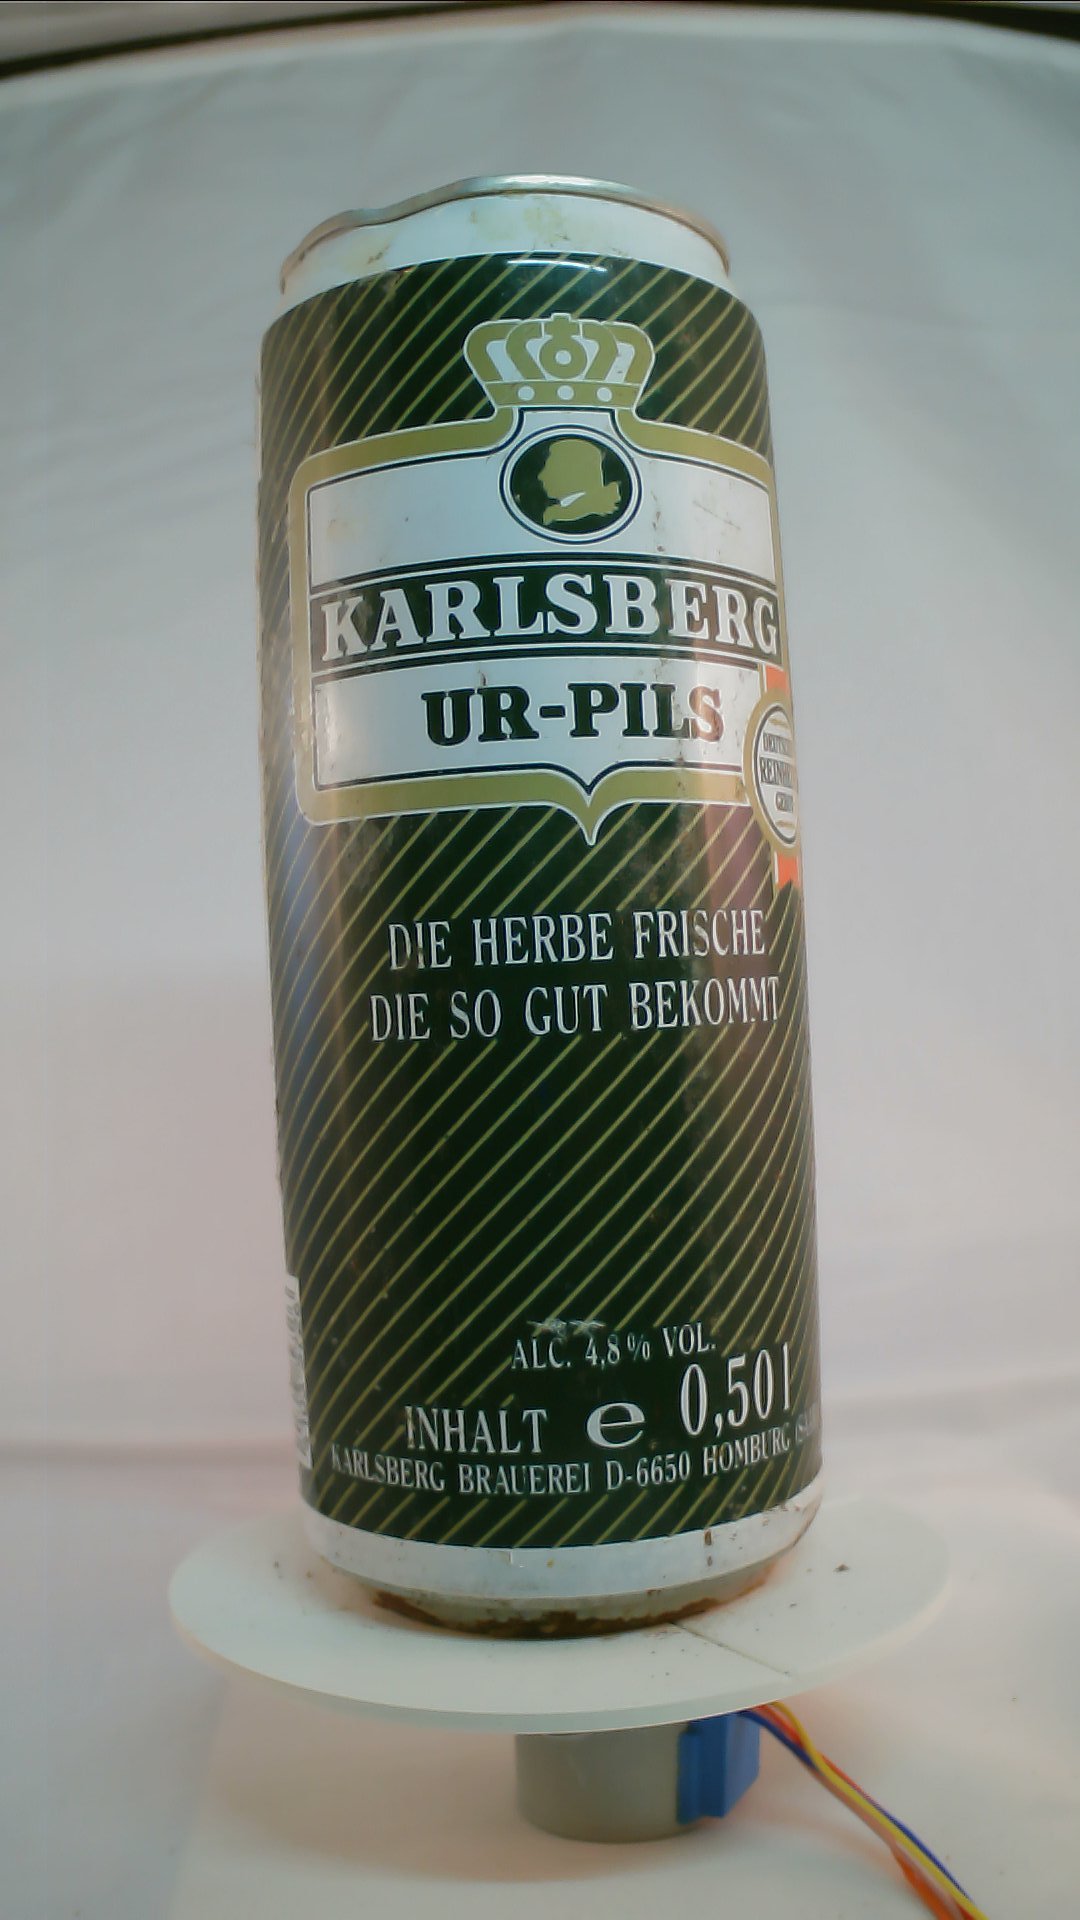 KARLSBERG
UR-PILS
DIE HERBE FRISCHE
DIE SO GUT BEKOMMT
ALC. 4,8% VOL.
INHALT e 0,50 l
KARLSBERG BRAUEREI D-6650 HOMBURG